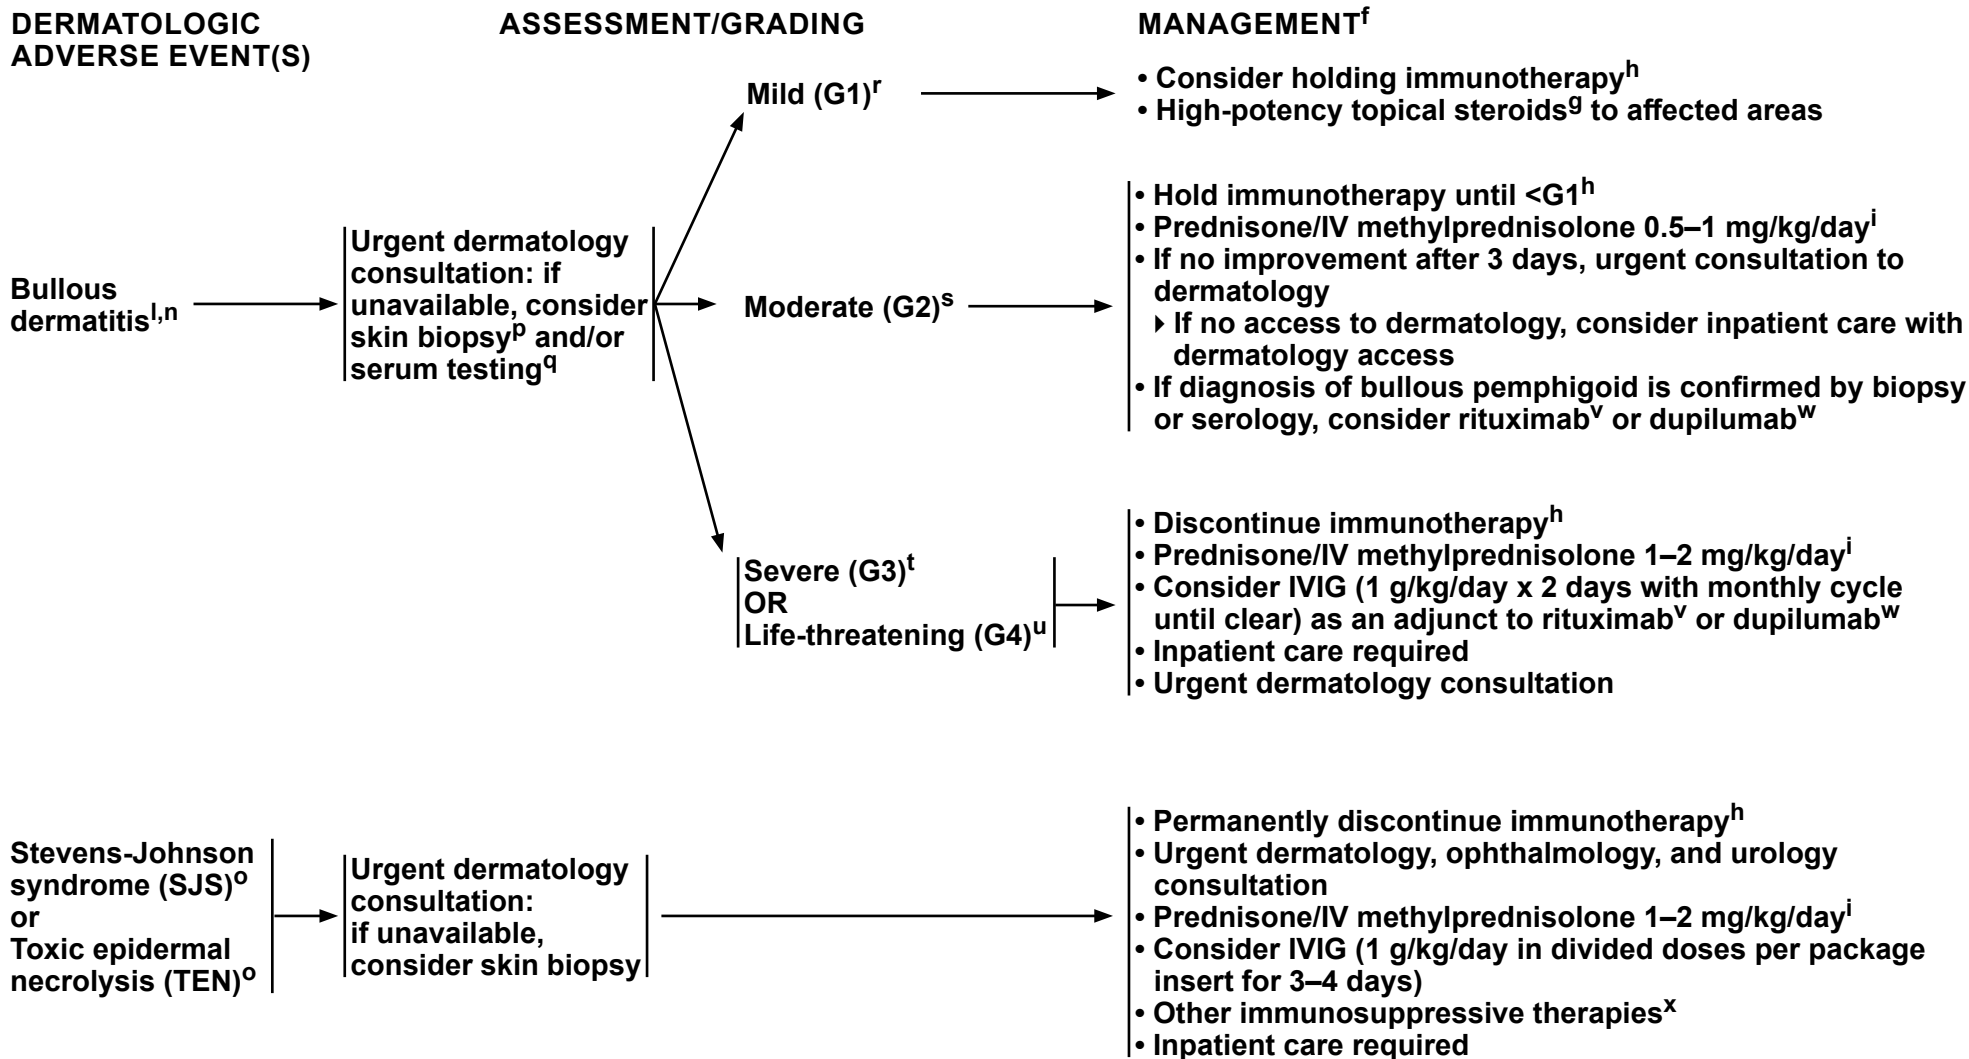 DERMATOLOGIC
ADVERSE EVENT(S)
ASSESSMENT/GRADING
MANAGEMENTf
Bullous
dermatitisl,n
Urgent dermatology
consultation: if
unavailable, consider
skin biopsyp and/or
serum testingq
Mild (G1)r
• Consider holding immunotherapyh
• High-potency topical steroidsg to affected areas
Moderate (G2)s
• Hold immunotherapy until <G1h
• Prednisone/IV methylprednisolone 0.5–1 mg/kg/dayi
• If no improvement after 3 days, urgent consultation to
dermatology
▸ If no access to dermatology, consider inpatient care with
dermatology access
• If diagnosis of bullous pemphigoid is confirmed by biopsy
or serology, consider rituximabv or dupilumabw
Severe (G3)t
OR
Life-threatening (G4)u
• Discontinue immunotherapyh
• Prednisone/IV methylprednisolone 1–2 mg/kg/dayi
• Consider IVIG (1 g/kg/day x 2 days with monthly cycle
until clear) as an adjunct to rituximabv or dupilumabw
• Inpatient care required
• Urgent dermatology consultation
Stevens-Johnson
syndrome (SJS)o
or
Toxic epidermal
necrolysis (TEN)o
Urgent dermatology
consultation:
if unavailable,
consider skin biopsy
• Permanently discontinue immunotherapyh
• Urgent dermatology, ophthalmology, and urology
consultation
• Prednisone/IV methylprednisolone 1–2 mg/kg/dayi
• Consider IVIG (1 g/kg/day in divided doses per package
insert for 3–4 days)
• Other immunosuppressive therapiesx
• Inpatient care required